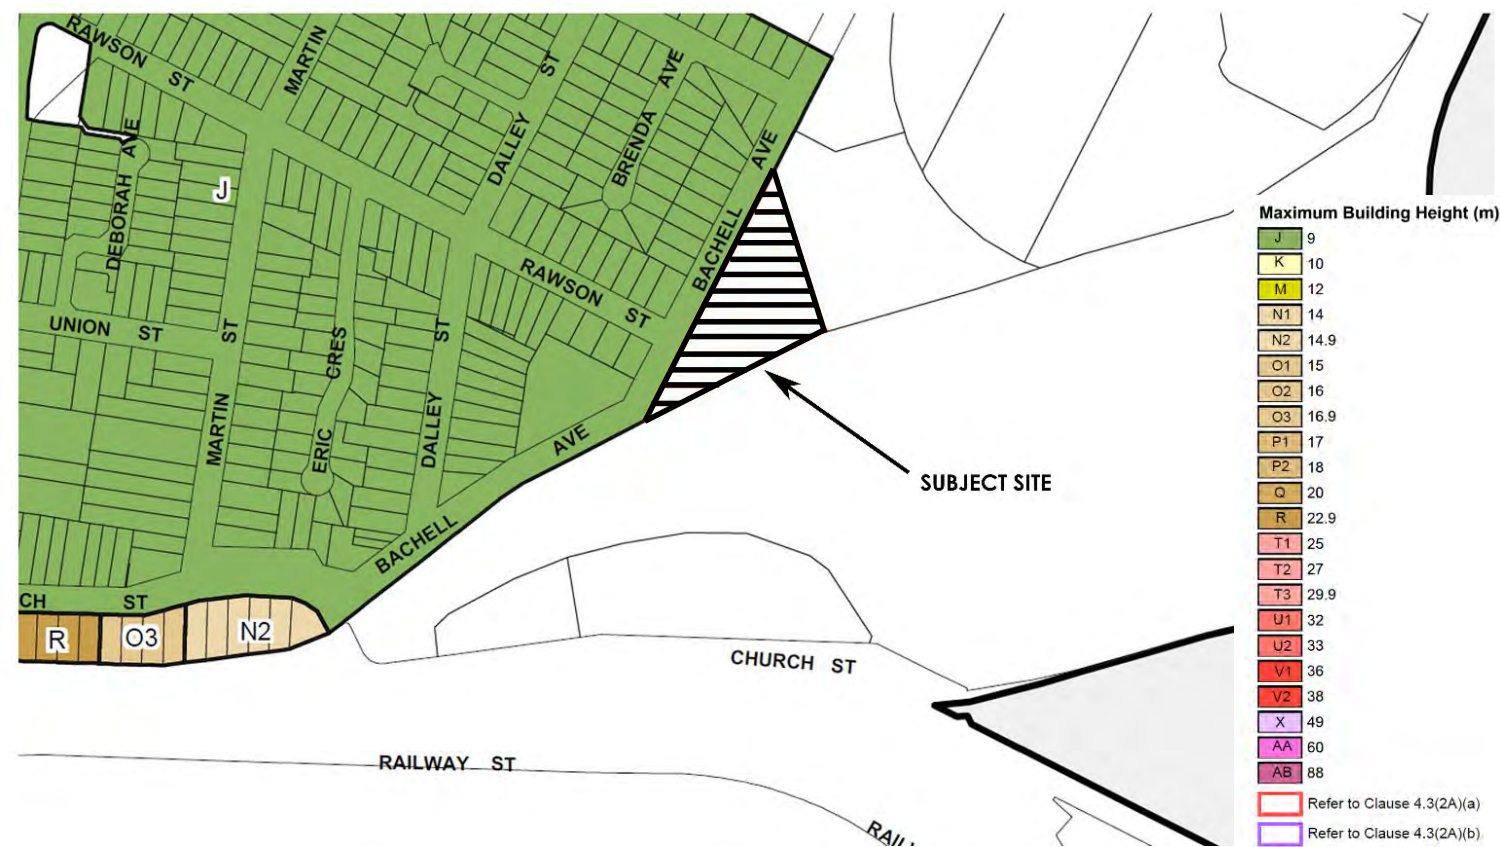 RAWSON ST
MARTIN
DALLEY ST
BRENDA AVE
BACHELL AVE
DEBORAH AVE
J
RAWSON ST
UNION ST
MARTIN ST
ERIC CRES
DALLEY ST
BACHELL AVE
SUBJECT SITE
CH ST
R
O3
N2
CHURCH ST
RAILWAY ST
Maximum Building Height (m)
J 9
K 10
M 12
N1 14
N2 14.9
O1 15
O2 16
O3 16.9
P1 17
P2 18
Q 20
R 22.9
T1 25
T2 27
T3 29.9
U1 32
U2 33
V1 36
V2 38
X 49
AA 60
AB 88
Refer to Clause 4.3(2A)(a)
Refer to Clause 4.3(2A)(b)